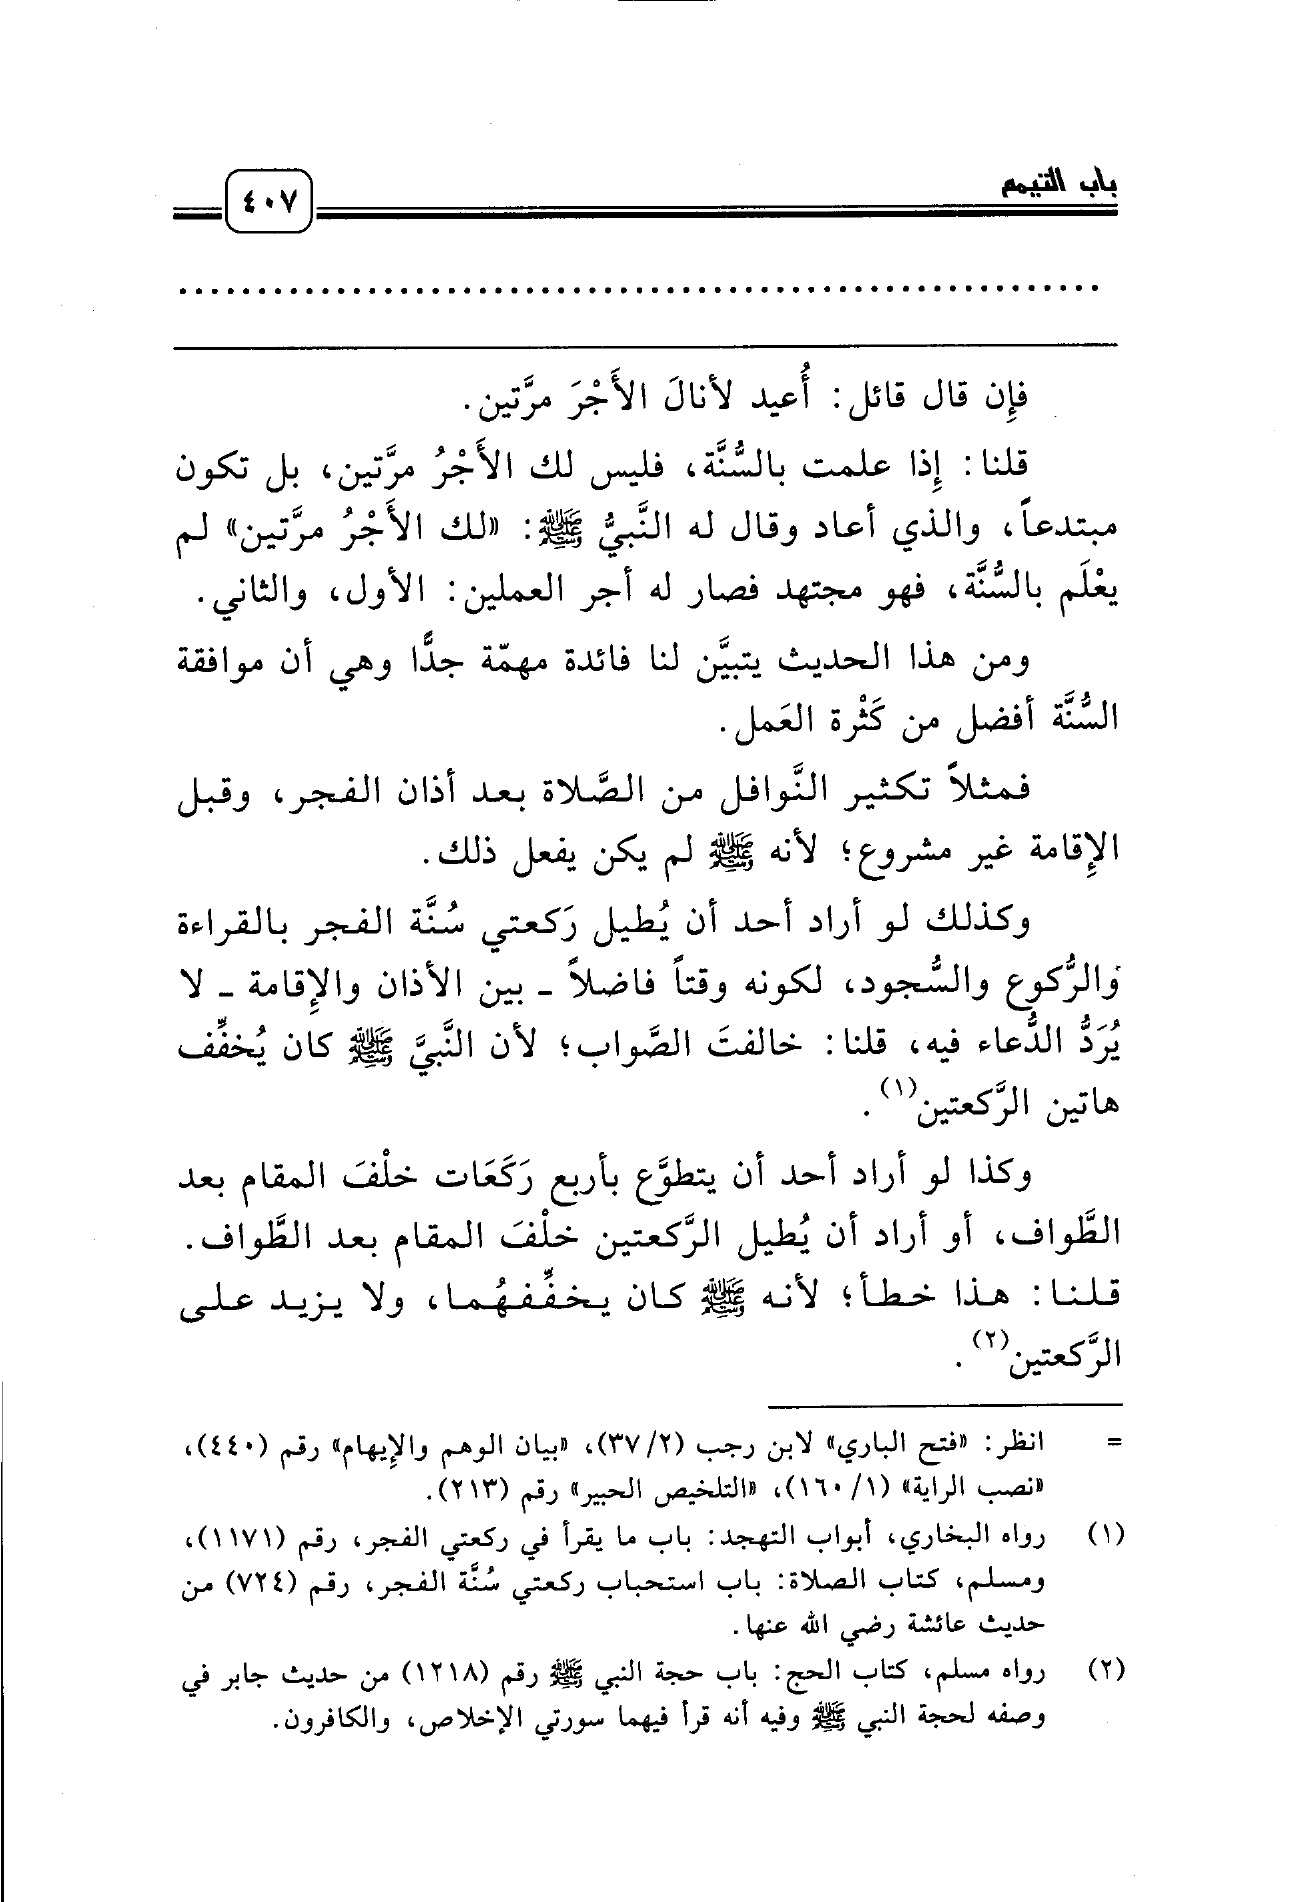 باب التيمم
٤٠٧
فإِن قال قائل: أُعيد لأنالَ الأَجْرَ مرَّتين.
قلنا: إِذا علمت بالسُّنَّة، فليس لك الأَجْرُ مرَّتين، بل تكون
مبتدعاً، والذي أعاد وقال له النَّبيُّ ﷺ: «لك الأَجْرُ مرَّتين» لم
يعْلَم بالسُّنَّة، فهو مجتهد فصار له أجر العملين: الأول، والثاني.
ومن هذا الحديث يتبيَّن لنا فائدة مهمّة جدًّا وهي أن موافقة
السُّنَّة أفضل من كَثْرة العَمل.
فمثلاً تكثير النَّوافل من الصَّلاة بعد أذان الفجر، وقبل
الإِقامة غير مشروع؛ لأنه ﷺ لم يكن يفعل ذلك.
وكذلك لو أراد أحد أن يُطيل رَكعتي سُنَّة الفجر بالقراءة
والرُّكوع والسُّجود، لكونه وقتاً فاضلاً ـ بين الأذان والإِقامة ـ لا
يُرَدُّ الدُّعاء فيه، قلنا: خالفتَ الصَّواب؛ لأن النَّبيَّ ﷺ كان يُخفِّف
هاتين الرَّكعتين(١).
وكذا لو أراد أحد أن يتطوَّع بأربع رَكَعَات خلْفَ المقام بعد
الطَّواف، أو أراد أن يُطيل الرَّكعتين خلْفَ المقام بعد الطَّواف.
قلنا: هذا خطأ؛ لأنه ﷺ كان يخفِّفهُما، ولا يزيد على
الرَّكعتين(٢).
= انظر: «فتح الباري» لابن رجب (٣٧/٢)، «بيان الوهم والإيهام» رقم (٤٤٠)،
«نصب الراية» (١٦٠/١)، «التلخيص الحبير» رقم (٢١٣).
(١) رواه البخاري، أبواب التهجد: باب ما يقرأ في ركعتي الفجر، رقم (١١٧١)،
ومسلم، كتاب الصلاة: باب استحباب ركعتي سُنَّة الفجر، رقم (٧٢٤) من
حديث عائشة رضي الله عنها.
(٢) رواه مسلم، كتاب الحج: باب حجة النبي ﷺ رقم (١٢١٨) من حديث جابر في
وصفه لحجة النبي ﷺ وفيه أنه قرأ فيهما سورتي الإخلاص، والكافرون.